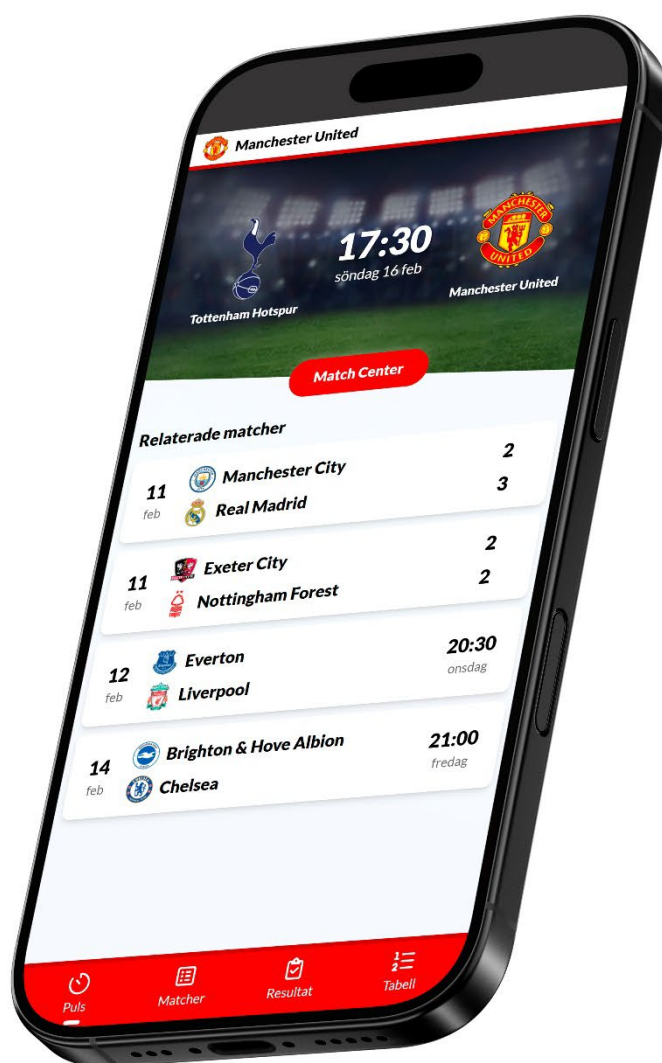 Manchester United
17:30
söndag 16 feb
Tottenham Hotspur
Manchester United
MANCHESTER
UNITED
Match Center
Relaterade matcher
11 Manchester City 2
feb Real Madrid 3
11 Exeter City 2
feb Nottingham Forest 2
12 Everton 20:30
feb Liverpool onsdag
14 Brighton & Hove Albion 21:00
feb Chelsea fredag
Puls Matcher Resultat Tabell